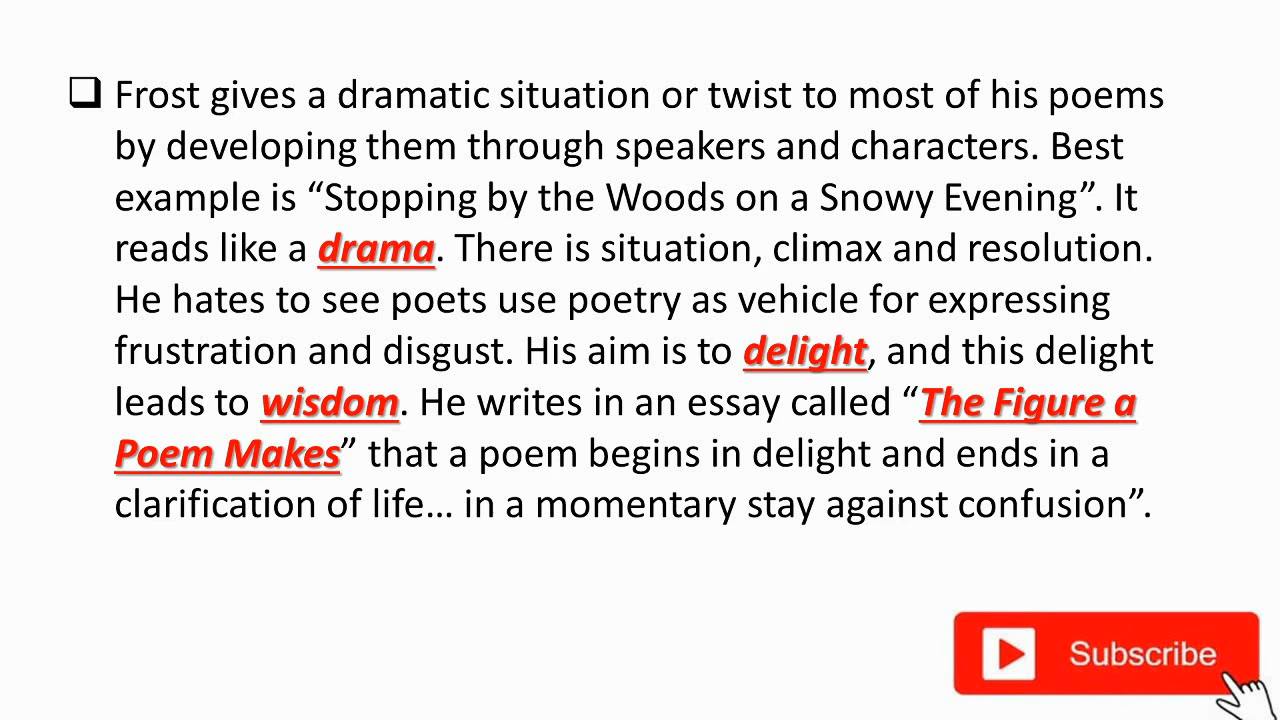 Frost gives a dramatic situation or twist to most of his poems
by developing them through speakers and characters. Best
example is “Stopping by the Woods on a Snowy Evening”. It
reads like a drama. There is situation, climax and resolution.
He hates to see poets use poetry as vehicle for expressing
frustration and disgust. His aim is to delight, and this delight
leads to wisdom. He writes in an essay called “The Figure a
Poem Makes” that a poem begins in delight and ends in a
clarification of life… in a momentary stay against confusion”.
Subscribe